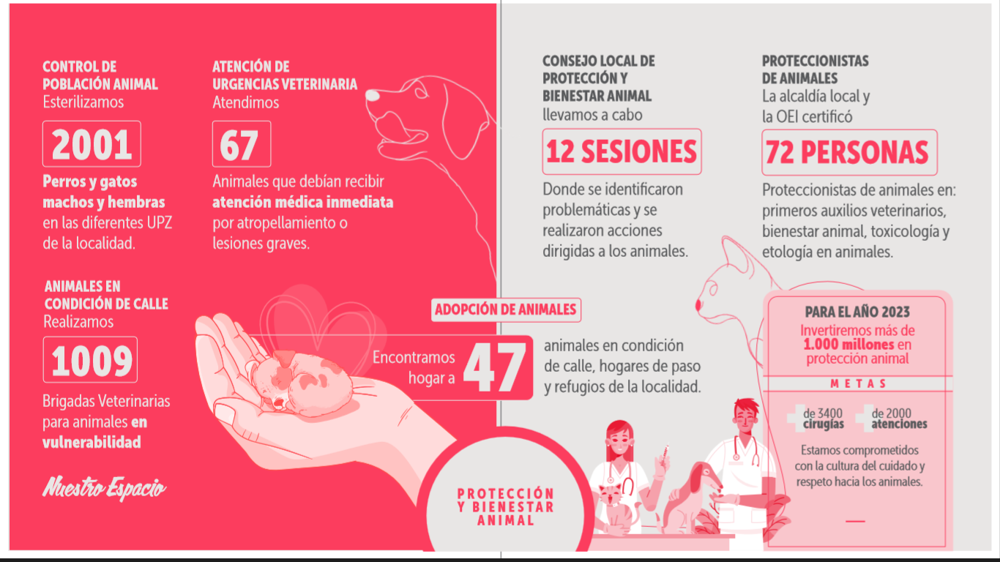 CONTROL DE
POBLACIÓN ANIMAL
Esterilizamos
2001
Perros y gatos
machos y hembras
en las diferentes UPZ
de la localidad.
ATENCIÓN DE
URGENCIAS VETERINARIA
Atendimos
67
Animales que debían recibir
atención médica inmediata
por atropellamiento o
lesiones graves.
ANIMALES EN
CONDICIÓN DE CALLE
Realizamos
1009
Brigadas Veterinarias
para animales en
vulnerabilidad
Nuestro Espacio
ADOPCIÓN DE ANIMALES
Encontramos
hogar a
47
animales en condición
de calle, hogares de paso
y refugios de la localidad.
PROTECCIÓN
Y BIENESTAR
ANIMAL
CONSEJO LOCAL DE
PROTECCIÓN Y
BIENESTAR ANIMAL
llevamos a cabo
12 SESIONES
Donde se identificaron
problemáticas y se
realizaron acciones
dirigidas a los animales.
PROTECCIONISTAS
DE ANIMALES
La alcaldía local y
la OEI certificó
72 PERSONAS
Proteccionistas de animales en:
primeros auxilios veterinarios,
bienestar animal, toxicología y
etología en animales.
PARA EL AÑO 2023
Invertiremos más de
1.000 millones en
protección animal
METAS
de 3400
cirugías
de 2000
atenciones
Estamos comprometidos
con la cultura del cuidado y
respeto hacia los animales.